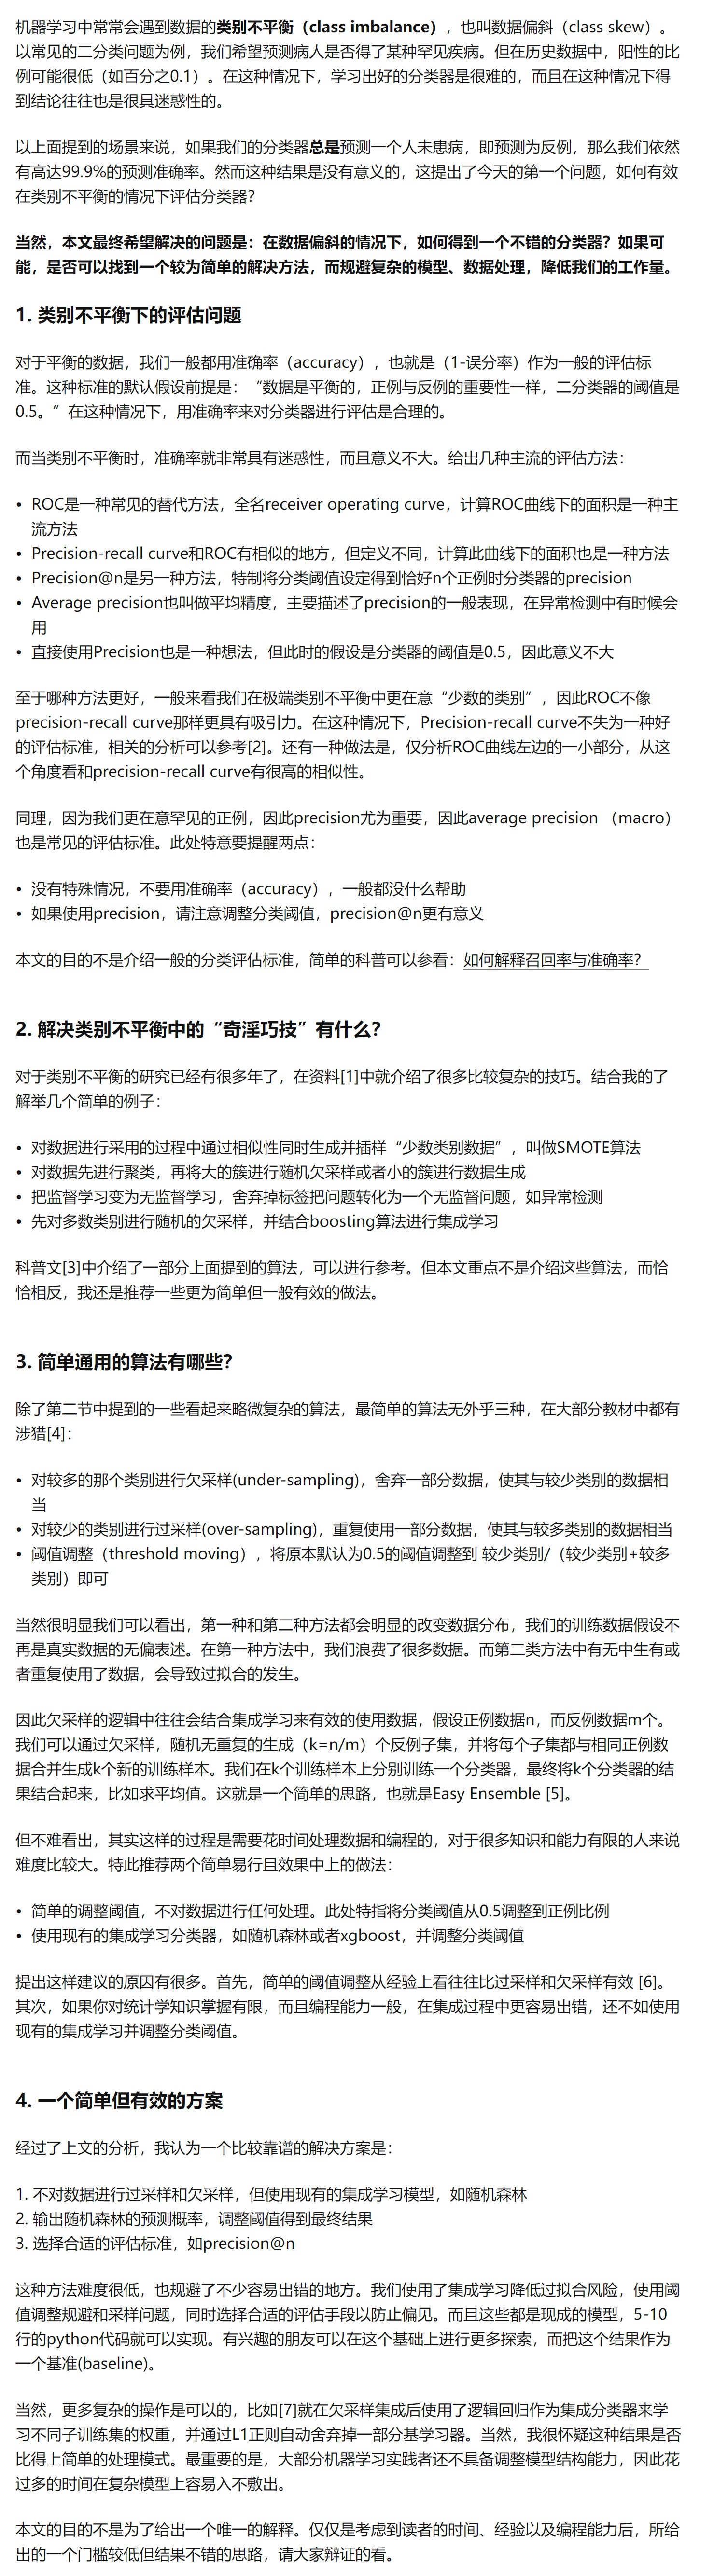 机器学习中常常会遇到数据的类别不平衡（class imbalance），也叫数据偏斜（class skew）。
以常见的二分类问题为例，我们希望预测病人是否得了某种罕见疾病。但在历史数据中，阳性的比
例可能很低（如百分之0.1）。在这种情况下，学习出好的分类器是很难的，而且在这种情况下得
到结论往往也是很具迷惑性的。
以上面提到的场景来说，如果我们的分类器总是预测一个人未患病，即预测为反例，那么我们依然
有高达99.9%的预测准确率。然而这种结果是没有意义的，这提出了今天的第一个问题，如何有效
在类别不平衡的情况下评估分类器？
当然，本文最终希望解决的问题是：在数据偏斜的情况下，如何得到一个不错的分类器？如果可
能，是否可以找到一个较为简单的解决方法，而规避复杂的模型、数据处理，降低我们的工作量。
1. 类别不平衡下的评估问题
对于平衡的数据，我们一般都用准确率（accuracy），也就是（1-误分率）作为一般的评估标
准。这种标准的默认假设前提是：“数据是平衡的，正例与反例的重要性一样，二分类器的阈值是
0.5。”在这种情况下，用准确率来对分类器进行评估是合理的。
而当类别不平衡时，准确率就非常具有迷惑性，而且意义不大。给出几种主流的评估方法：
• ROC是一种常见的替代方法，全名receiver operating curve，计算ROC曲线下的面积是一种主
流方法
• Precision-recall curve和ROC有相似的地方，但定义不同，计算此曲线下的面积也是一种方法
• Precision@n是另一种方法，特制将分类阈值设定得到恰好n个正例时分类器的precision
• Average precision也叫做平均精度，主要描述了precision的一般表现，在异常检测中有时候会
用
• 直接使用Precision也是一种想法，但此时的假设是分类器的阈值是0.5，因此意义不大
至于哪种方法更好，一般来看我们在极端类别不平衡中更在意“少数的类别”，因此ROC不像
precision-recall curve那样更具有吸引力。在这种情况下，Precision-recall curve不失为一种好
的评估标准，相关的分析可以参考[2]。还有一种做法是，仅分析ROC曲线左边的一小部分，从这
个角度看和precision-recall curve有很高的相似性。
同理，因为我们更在意罕见的正例，因此precision尤为重要，因此average precision （macro）
也是常见的评估标准。此处特意要提醒两点：
• 没有特殊情况，不要用准确率（accuracy），一般都没什么帮助
• 如果使用precision，请注意调整分类阈值，precision@n更有意义
本文的目的不是介绍一般的分类评估标准，简单的科普可以参看：如何解释召回率与准确率？
2. 解决类别不平衡中的“奇淫巧技”有什么？
对于类别不平衡的研究已经有很多年了，在资料[1]中就介绍了很多比较复杂的技巧。结合我的了
解举几个简单的例子：
• 对数据进行采用的过程中通过相似性同时生成并插样“少数类别数据”，叫做SMOTE算法
• 对数据先进行聚类，再将大的簇进行随机欠采样或者小的簇进行数据生成
• 把监督学习变为无监督学习，舍弃掉标签把问题转化为一个无监督问题，如异常检测
• 先对多数类别进行随机的欠采样，并结合boosting算法进行集成学习
科普文[3]中介绍了一部分上面提到的算法，可以进行参考。但本文重点不是介绍这些算法，而恰
恰相反，我还是推荐一些更为简单但一般有效的做法。
3. 简单通用的算法有哪些？
除了第二节中提到的一些看起来略微复杂的算法，最简单的算法无外乎三种，在大部分教材中都有
涉猎[4]：
• 对较多的那个类别进行欠采样(under-sampling)，舍弃一部分数据，使其与较少类别的数据相
当
• 对较少的类别进行过采样(over-sampling)，重复使用一部分数据，使其与较多类别的数据相当
• 阈值调整（threshold moving），将原本默认为0.5的阈值调整到 较少类别/（较少类别+较多
类别）即可
当然很明显我们可以看出，第一种和第二种方法都会明显的改变数据分布，我们的训练数据假设不
再是真实数据的无偏表述。在第一种方法中，我们浪费了很多数据。而第二类方法中有无中生有或
者重复使用了数据，会导致过拟合的发生。
因此欠采样的逻辑中往往会结合集成学习来有效的使用数据，假设正例数据n，而反例数据m个。
我们可以通过欠采样，随机无重复的生成（k=n/m）个反例子集，并将每个子集都与相同正例数
据合并生成k个新的训练样本。我们在k个训练样本上分别训练一个分类器，最终将k个分类器的结
果结合起来，比如求平均值。这就是一个简单的思路，也就是Easy Ensemble [5]。
但不难看出，其实这样的过程是需要花时间处理数据和编程的，对于很多知识和能力有限的人来说
难度比较大。特此推荐两个简单易行且效果中上的做法：
• 简单的调整阈值，不对数据进行任何处理。此处特指将分类阈值从0.5调整到正例比例
• 使用现有的集成学习分类器，如随机森林或者xgboost，并调整分类阈值
提出这样建议的原因有很多。首先，简单的阈值调整从经验上看往往比过采样和欠采样有效 [6]。
其次，如果你对统计学知识掌握有限，而且编程能力一般，在集成过程中更容易出错，还不如使用
现有的集成学习并调整分类阈值。
4. 一个简单但有效的方案
经过了上文的分析，我认为一个比较靠谱的解决方案是：
1. 不对数据进行过采样和欠采样，但使用现有的集成学习模型，如随机森林
2. 输出随机森林的预测概率，调整阈值得到最终结果
3. 选择合适的评估标准，如precision@n
这种方法难度很低，也规避了不少容易出错的地方。我们使用了集成学习降低过拟合风险，使用阈
值调整规避和采样问题，同时选择合适的评估手段以防止偏见。而且这些都是现成的模型，5-10
行的python代码就可以实现。有兴趣的朋友可以在这个基础上进行更多探索，而把这个结果作为
一个基准(baseline)。
当然，更多复杂的操作是可以的，比如[7]就在欠采样集成后使用了逻辑回归作为集成分类器来学
习不同子训练集的权重，并通过L1正则自动舍弃掉一部分基学习器。当然，我很怀疑这种结果是否
比得上简单的处理模式。最重要的是，大部分机器学习实践者还不具备调整模型结构能力，因此花
过多的时间在复杂模型上容易入不敷出。
本文的目的不是为了给出一个唯一的解释。仅仅是考虑到读者的时间、经验以及编程能力后，所给
出的一个门槛较低但结果不错的思路，请大家辩证的看。